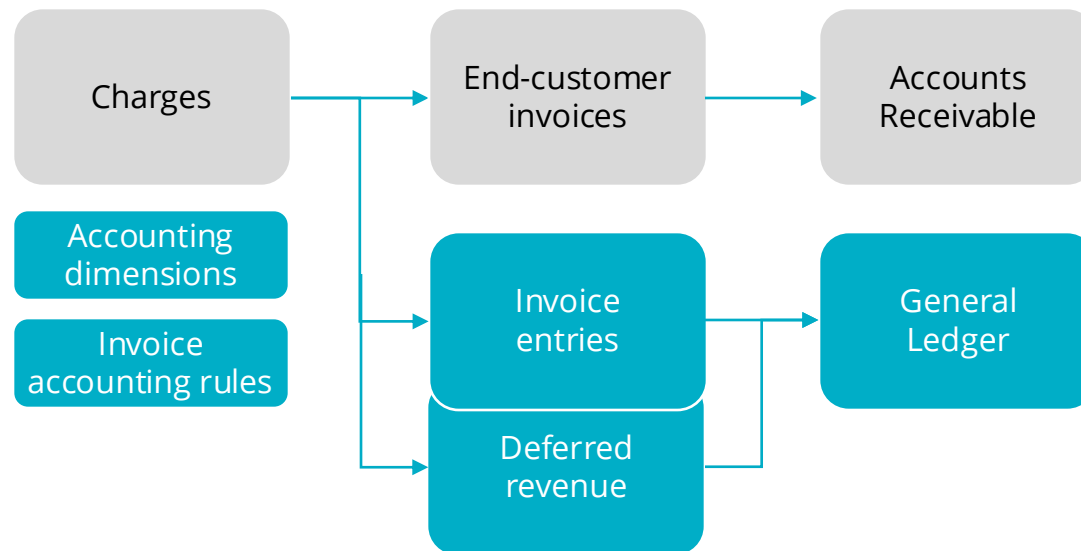 Charges
End-customer
invoices
Accounts
Receivable
Accounting
dimensions
Invoice
accounting rules
Invoice
entries
General
Ledger
Deferred
revenue